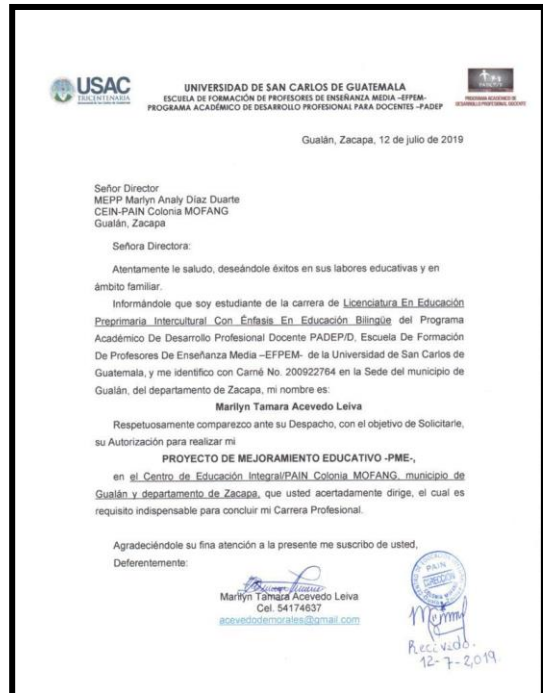 USAC
TRICENTENARIA
UNIVERSIDAD DE SAN CARLOS DE GUATEMALA
ESCUELA DE FORMACIÓN DE PROFESORES DE ENSEÑANZA MEDIA –EFPEM-
PROGRAMA ACADÉMICO DE DESARROLLO PROFESIONAL PARA DOCENTES –PADEP
PROGRAMA ACADÉMICO DE
DESARROLLO PROFESIONAL DOCENTE
Gualán, Zacapa, 12 de julio de 2019
Señor Director
MEPP Marlyn Analy Díaz Duarte
CEIN-PAIN Colonia MOFANG
Gualán, Zacapa
Señora Directora:
Atentamente le saludo, deseándole éxitos en sus labores educativas y en
ámbito familiar.
Informándole que soy estudiante de la carrera de Licenciatura En Educación
Preprimaria Intercultural Con Énfasis En Educación Bilingüe del Programa
Académico De Desarrollo Profesional Docente PADEP/D, Escuela De Formación
De Profesores De Enseñanza Media –EFPEM- de la Universidad de San Carlos de
Guatemala, y me identifico con Carné No. 200922764 en la Sede del municipio de
Gualán, del departamento de Zacapa, mi nombre es:
Marilyn Tamara Acevedo Leiva
Respetuosamente comparezco ante su Despacho, con el objetivo de Solicitarle,
su Autorización para realizar mi
PROYECTO DE MEJORAMIENTO EDUCATIVO -PME-,
en el Centro de Educación Integral/PAIN Colonia MOFANG, municipio de
Gualán y departamento de Zacapa, que usted acertadamente dirige, el cual es
requisito indispensable para concluir mi Carrera Profesional.
Agradeciéndole su fina atención a la presente me suscribo de usted,
Deferentemente:
Marilyn Tamara Acevedo Leiva
Cel. 54174637
acevedodemorales@gmail.com
PAIN
DIRECCION
Recivido.
12-7-2,019.